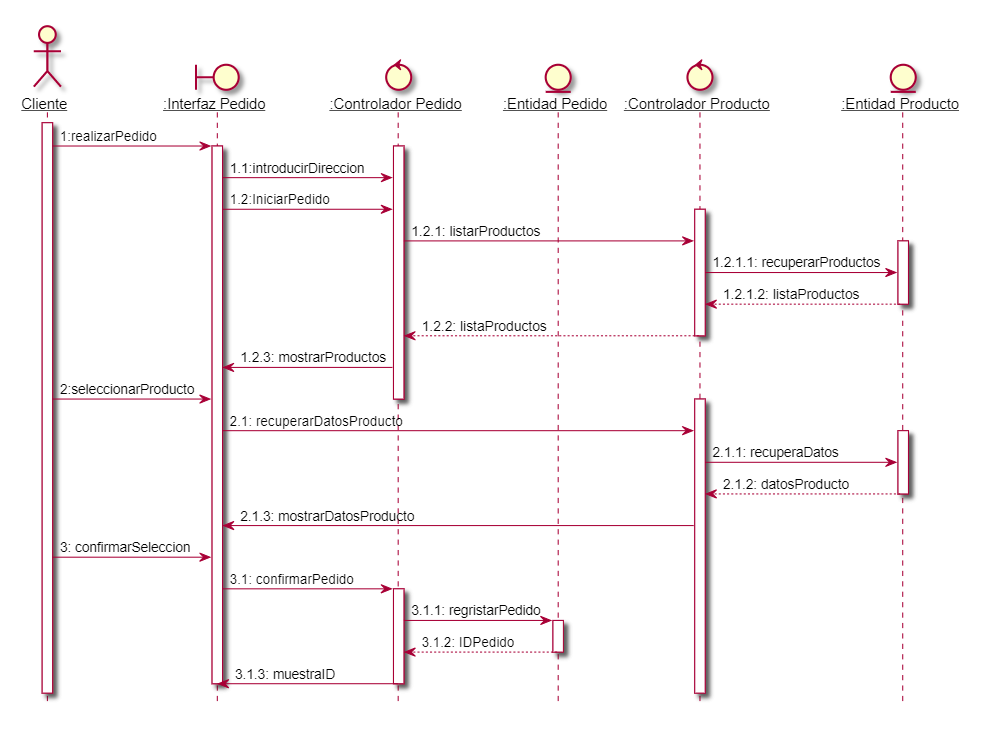 Cliente
:Interfaz Pedido
:Controlador Pedido
:Entidad Pedido
:Controlador Producto
:Entidad Producto
1:realizarPedido
1.1:introducirDireccion
1.2:IniciarPedido
1.2.1: listarProductos
1.2.1.1: recuperarProductos
1.2.1.2: listaProductos
1.2.2: listaProductos
1.2.3: mostrarProductos
2:seleccionarProducto
2.1: recuperarDatosProducto
2.1.1: recuperaDatos
2.1.2: datosProducto
2.1.3: mostrarDatosProducto
3: confirmarSeleccion
3.1: confirmarPedido
3.1.1: regristarPedido
3.1.2: IDPedido
3.1.3: muestraID